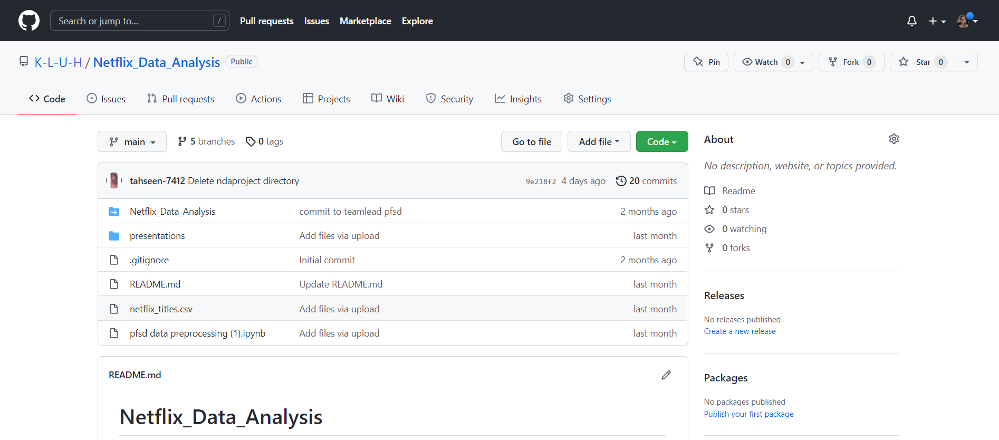 Search or jump to... /
Pull requests Issues Marketplace Explore
K-L-U-H / Netflix_Data_Analysis Public
Pin Watch 0 Fork 0 Star 0
Code Issues Pull requests Actions Projects Wiki Security Insights Settings
main 5 branches 0 tags
Go to file Add file Code
tahseen-7412 Delete ndaproject directory 9e218f2 4 days ago 20 commits
Netflix_Data_Analysis commit to teamlead pfsd 2 months ago
presentations Add files via upload last month
.gitignore Initial commit 2 months ago
README.md Update README.md last month
netflix_titles.csv Add files via upload last month
pfsd data preprocessing (1).ipynb Add files via upload last month
README.md
Netflix_Data_Analysis
About
No description, website, or topics provided.
Readme
0 stars
0 watching
0 forks
Releases
No releases published
Create a new release
Packages
No packages published
Publish your first package